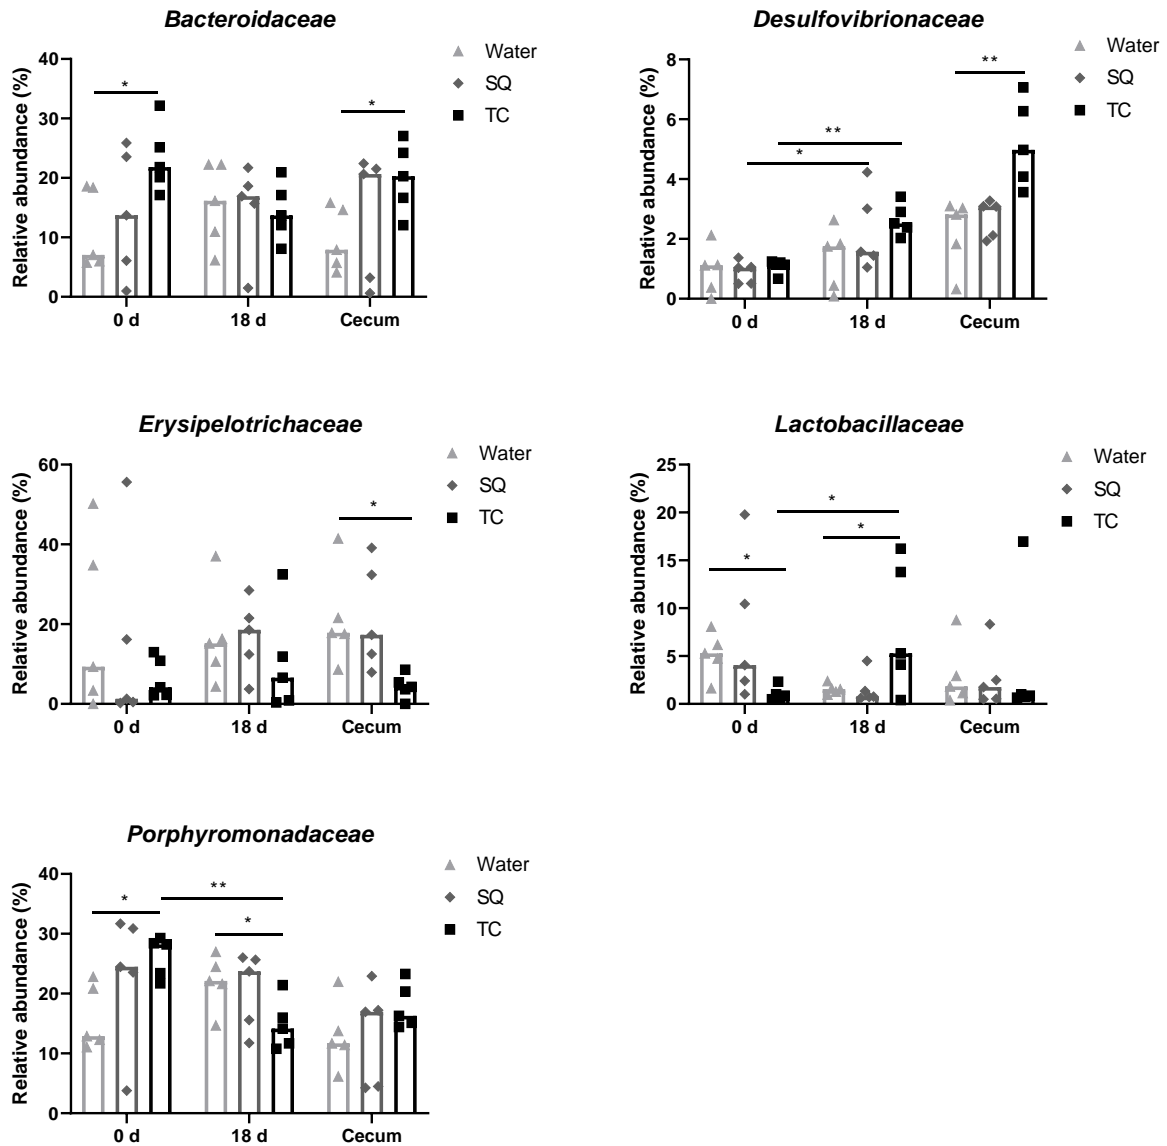 Bacteroidaceae
Relative abundance (%)
40
30
20
10
0
*
*
0 d
18 d
Cecum
Water
SQ
TC
Desulfovibrionaceae
Relative abundance (%)
8
6
4
2
0
**
**
*
0 d
18 d
Cecum
Water
SQ
TC
Erysipelotrichaceae
Relative abundance (%)
60
40
20
0
*
0 d
18 d
Cecum
Water
SQ
TC
Lactobacillaceae
Relative abundance (%)
25
20
15
10
5
0
*
*
*
0 d
18 d
Cecum
Water
SQ
TC
Porphyromonadaceae
Relative abundance (%)
40
30
20
10
0
*
**
*
0 d
18 d
Cecum
Water
SQ
TC